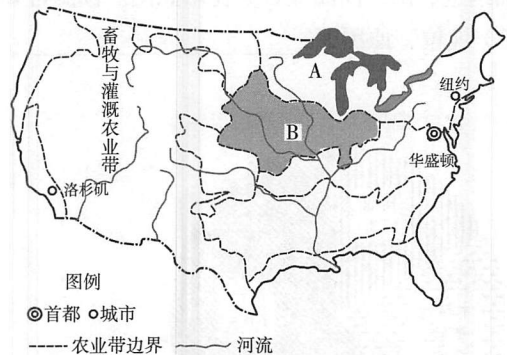 畜牧与灌溉农业带
A
纽约
B
华盛顿
洛杉矶
图例
首都 城市
农业带边界 河流